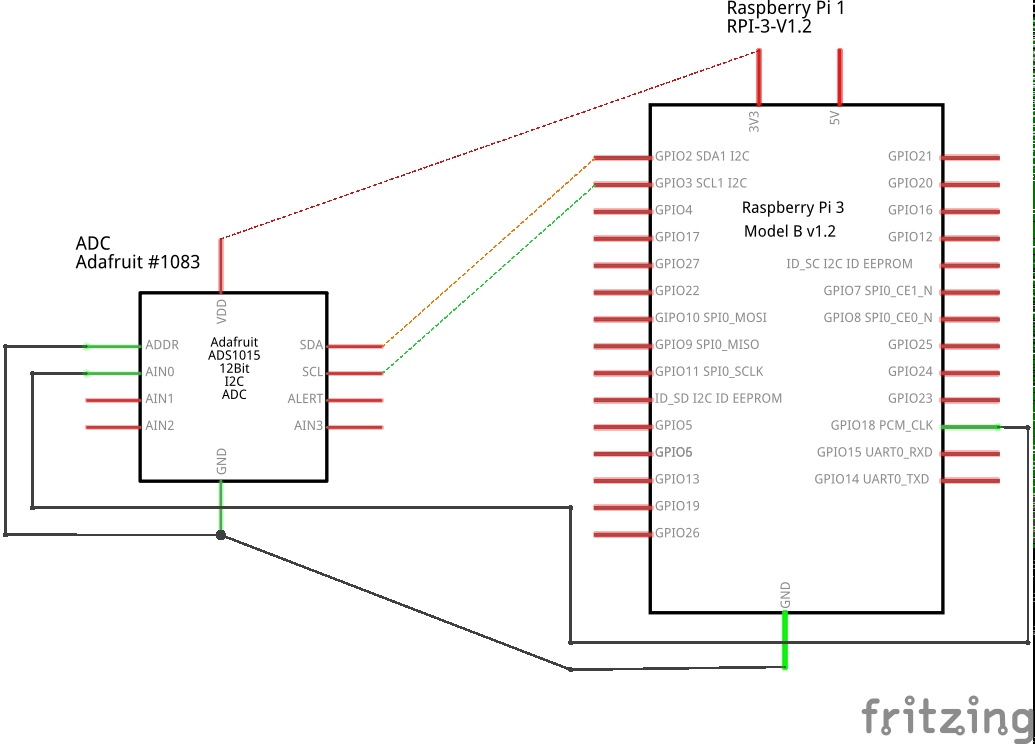 Raspberry Pi 1
RPI-3-V1.2
3V3
5V
GPIO2 SDA1 I2C
GPIO3 SCL1 I2C
GPIO4
GPIO17
GPIO27
GPIO22
GIPO10 SPI0_MOSI
GPIO9 SPI0_MISO
GPIO11 SPI0_SCLK
ID_SD I2C ID EEPROM
GPIO5
GPIO6
GPIO13
GPIO19
GPIO26
Raspberry Pi 3
Model B v1.2
GPIO21
GPIO20
GPIO16
GPIO12
ID_SC I2C ID EEPROM
GPIO7 SPI0_CE1_N
GPIO8 SPI0_CE0_N
GPIO25
GPIO24
GPIO23
GPIO18 PCM_CLK
GPIO15 UART0_RXD
GPIO14 UART0_TXD
GND
ADC
Adafruit #1083
VDD
ADDR
AIN0
AIN1
AIN2
Adafruit
ADS1015
12Bit
I2C
ADC
SDA
SCL
ALERT
AIN3
GND
fritzing